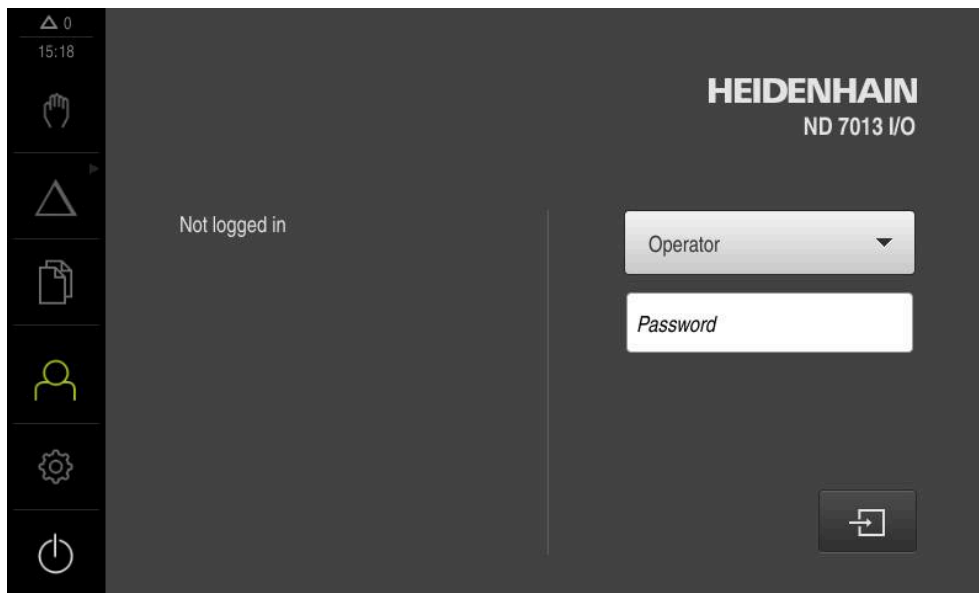 0
15:18
HEIDENHAIN
ND 7013 I/O
Not logged in
Operator
Password